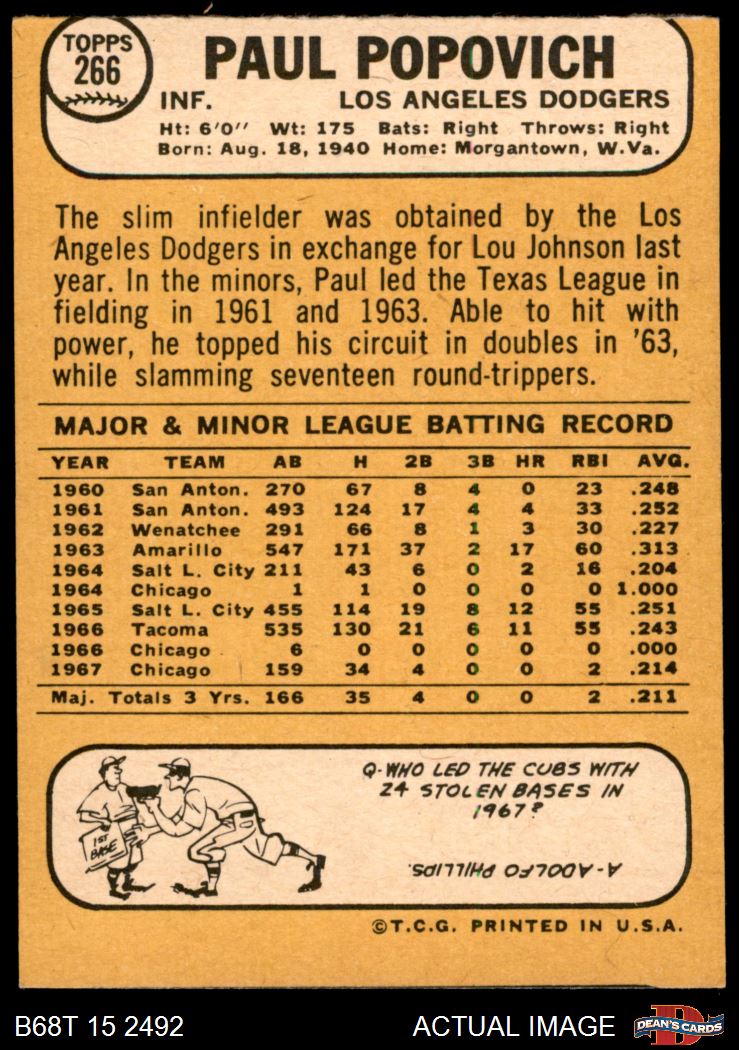 TOPPS
266
PAUL POPOVICH
INF. LOS ANGELES DODGERS
Ht: 6'0" Wt: 175 Bats: Right Throws: Right
Born: Aug. 18, 1940 Home: Morgantown, W.Va.
The slim infielder was obtained by the Los
Angeles Dodgers in exchange for Lou Johnson last
year. In the minors, Paul led the Texas League in
fielding in 1961 and 1963. Able to hit with
power, he topped his circuit in doubles in '63,
while slamming seventeen round-trippers.
MAJOR & MINOR LEAGUE BATTING RECORD
YEAR TEAM AB H 2B 3B HR RBI AVG.
1960 San Anton. 270 67 8 4 0 23 .248
1961 San Anton. 493 124 17 4 4 33 .252
1962 Wenatchee 291 66 8 1 3 30 .227
1963 Amarillo 547 171 37 2 17 60 .313
1964 Salt L. City 211 43 6 0 2 16 .204
1964 Chicago 1 1 0 0 0 0 1.000
1965 Salt L. City 455 114 19 8 12 55 .251
1966 Tacoma 535 130 21 6 11 55 .243
1966 Chicago 6 0 0 0 0 0 .000
1967 Chicago 159 34 4 0 0 2 .214
Maj. Totals 3 Yrs. 166 35 4 0 0 2 .211
1ST
BASE
Q-WHO LED THE CUBS WITH
24 STOLEN BASES IN
1967?
A-ADOLFO PHILLIPS.
©T.C.G. PRINTED IN U.S.A.
B68T 15 2492 ACTUAL IMAGE
D
DEAN'S CARDS